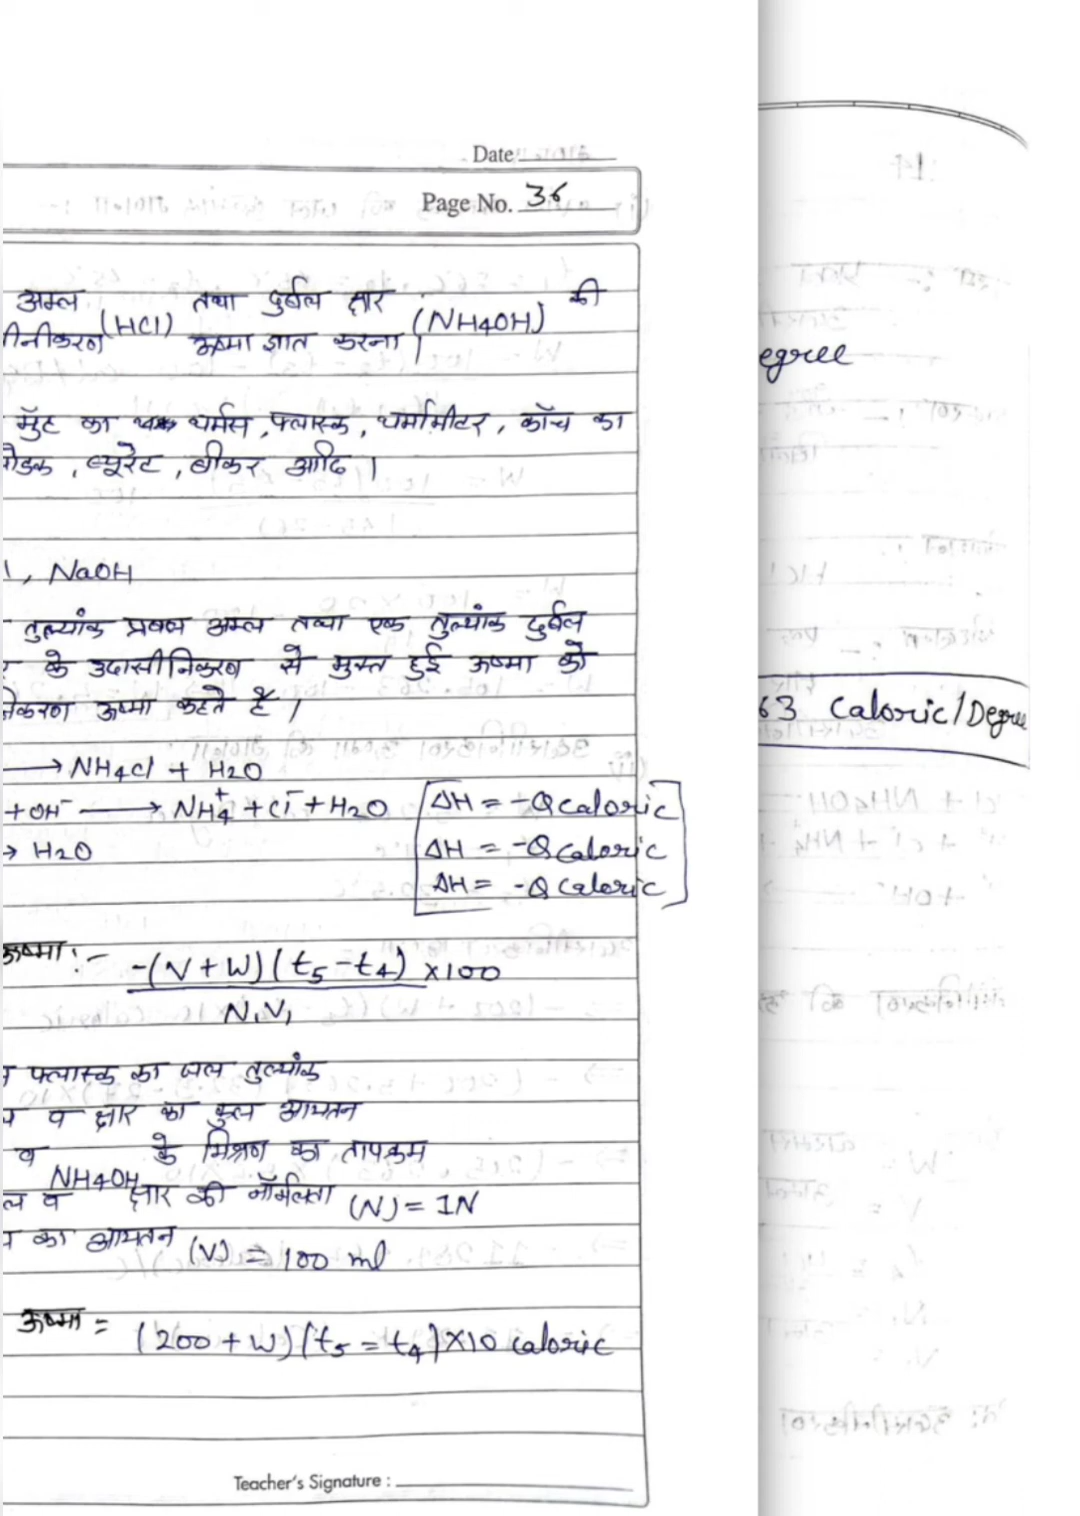 Date
Page No. 36
अम्ल (HCl) तथा दुर्बल क्षार (NH4OH) की
ऊष्मा ज्ञात करना।
मुँह का थर्मस, फ्लास्क, थर्मामीटर, काँच का
ब्यूरेट, बीकर आदि।
, NaOH
तुल्यांक प्रबल अम्ल तथा एक तुल्यांक दुर्बल
के उदासीनिकरण से मुक्त हुई ऊष्मा को
ऊष्मा कहते हैं।
⟶ NH4Cl + H2O
+ OH⁻ ⟶ NH4⁺ + Cl⁻ + H2O ΔH = -Q caloric
→ H2O ΔH = -Q caloric
ΔH = -Q caloric
ऊष्मा :- -(V + W) (t5 - t4) × 100
N1V1
फ्लास्क का जल तुल्यांक
व क्षार का कुल आयतन
व NH4OH के मिश्रण का तापक्रम
व क्षार की नॉर्मलता (N) = 1N
का आयतन (V) = 100 ml
ऊष्मा = (200 + W) (t5 = t4) × 10 caloric
Teacher's Signature :
egree
63 Caloric/Degree